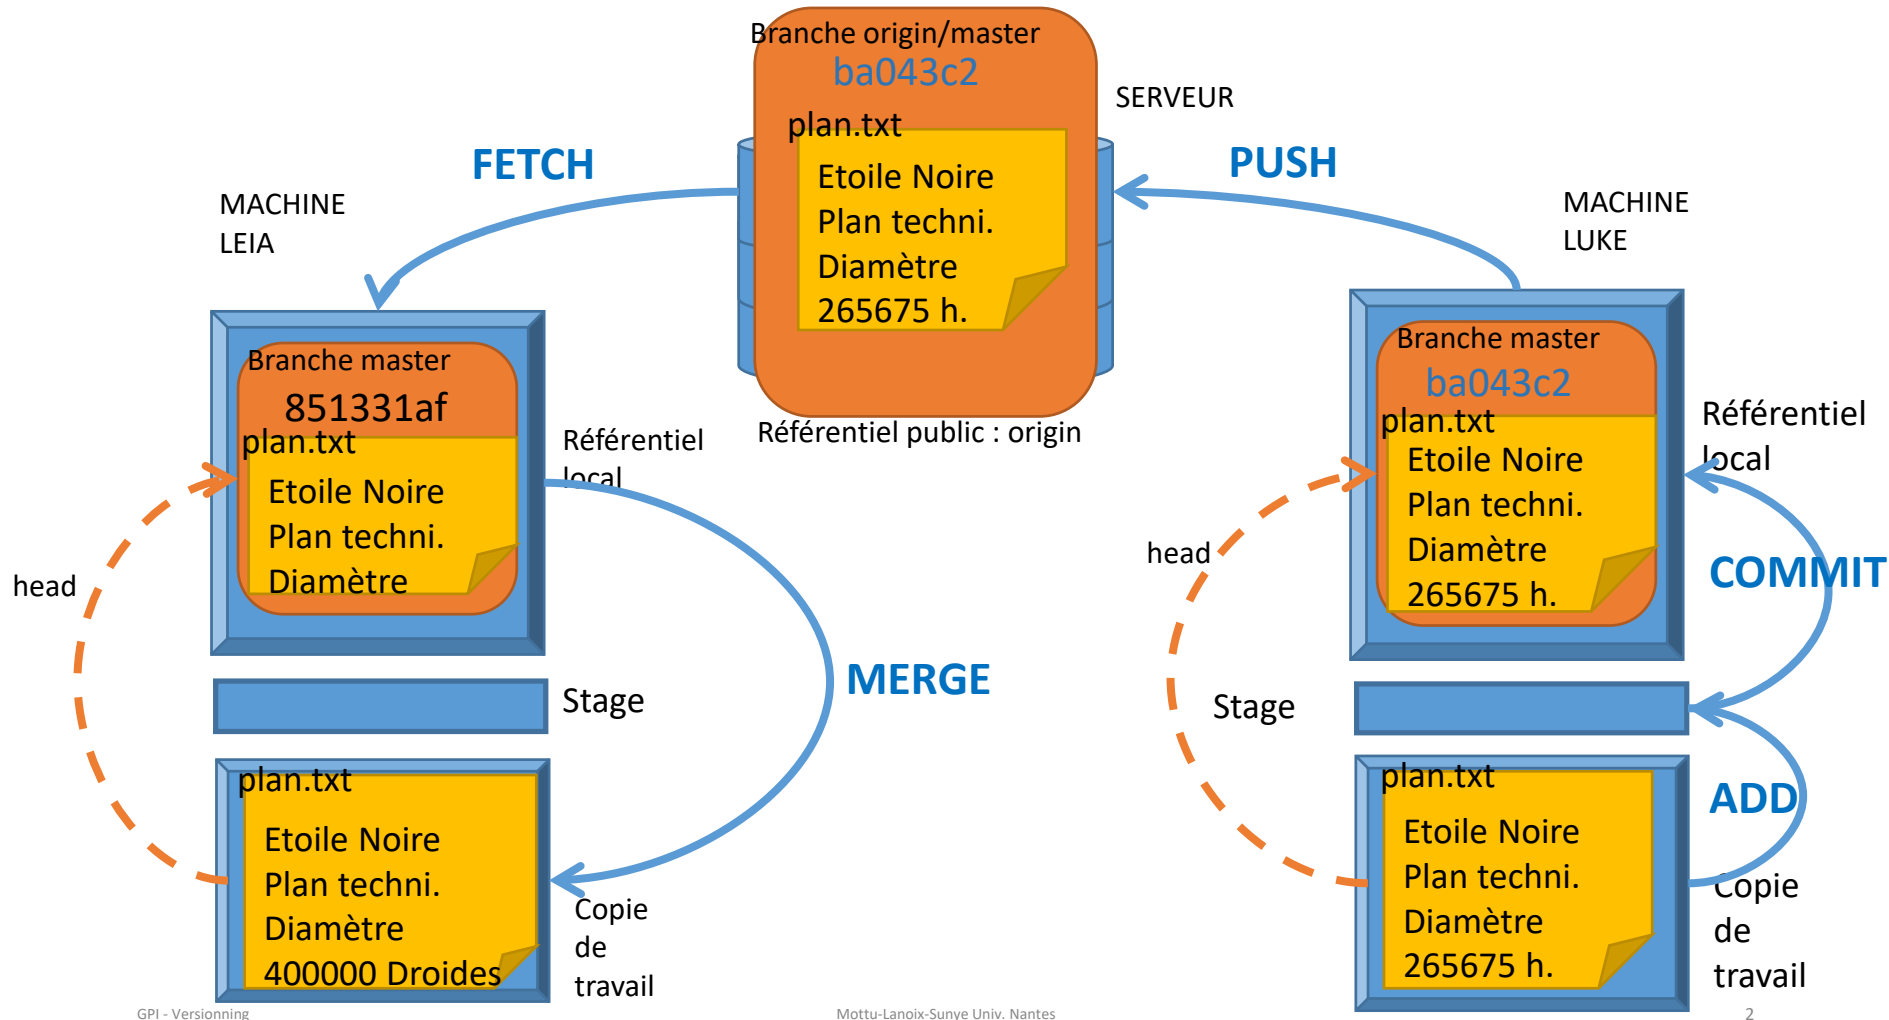 Branche origin/master
ba043c2
SERVEUR
plan.txt
Etoile Noire
Plan techni.
Diamètre
265675 h.
Référentiel public : origin
FETCH
PUSH
MACHINE
LEIA
Branche master
851331af
plan.txt
Etoile Noire
Plan techni.
Diamètre
Référentiel
local
head
MERGE
Stage
plan.txt
Etoile Noire
Plan techni.
Diamètre
400000 Droides
Copie
de
travail
MACHINE
LUKE
Branche master
ba043c2
plan.txt
Etoile Noire
Plan techni.
Diamètre
265675 h.
Référentiel
local
head
COMMIT
Stage
ADD
plan.txt
Etoile Noire
Plan techni.
Diamètre
265675 h.
Copie
de
travail
GPI - Versionning
Mottu-Lanoix-Sunye Univ. Nantes
2